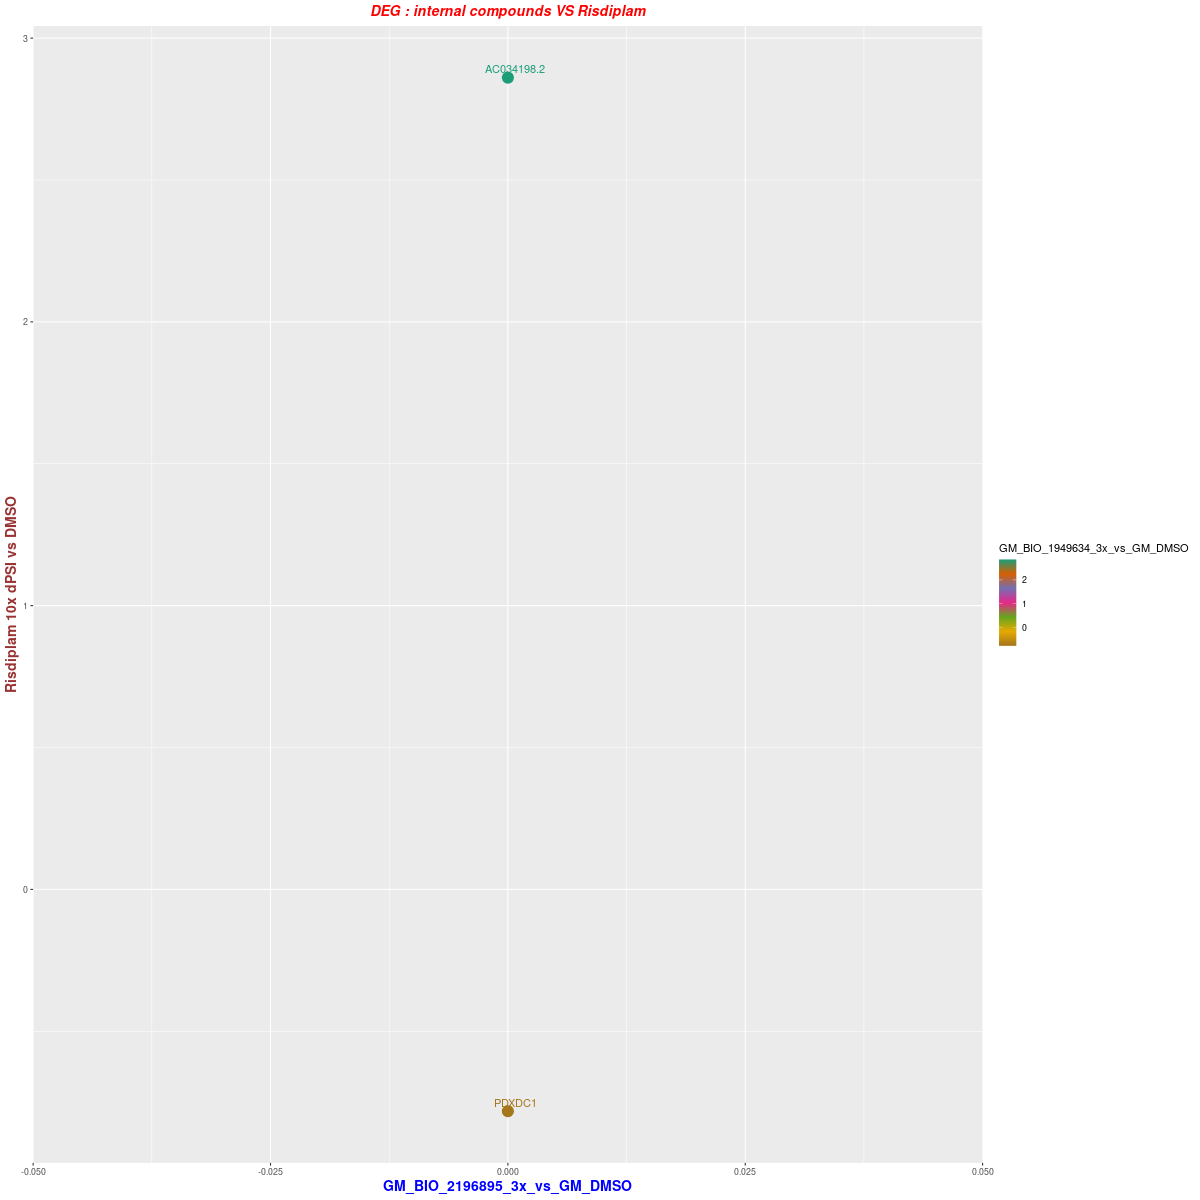 DEG : internal compounds VS Risdiplam
3
2
1
0
Risdiplam 10x dPSI vs DMSO
AC034198.2
PDXDC1
-0.050
-0.025
0.000
0.025
0.050
GM_BIO_2196895_3x_vs_GM_DMSO
GM_BIO_1949634_3x_vs_GM_DMSO
2
1
0